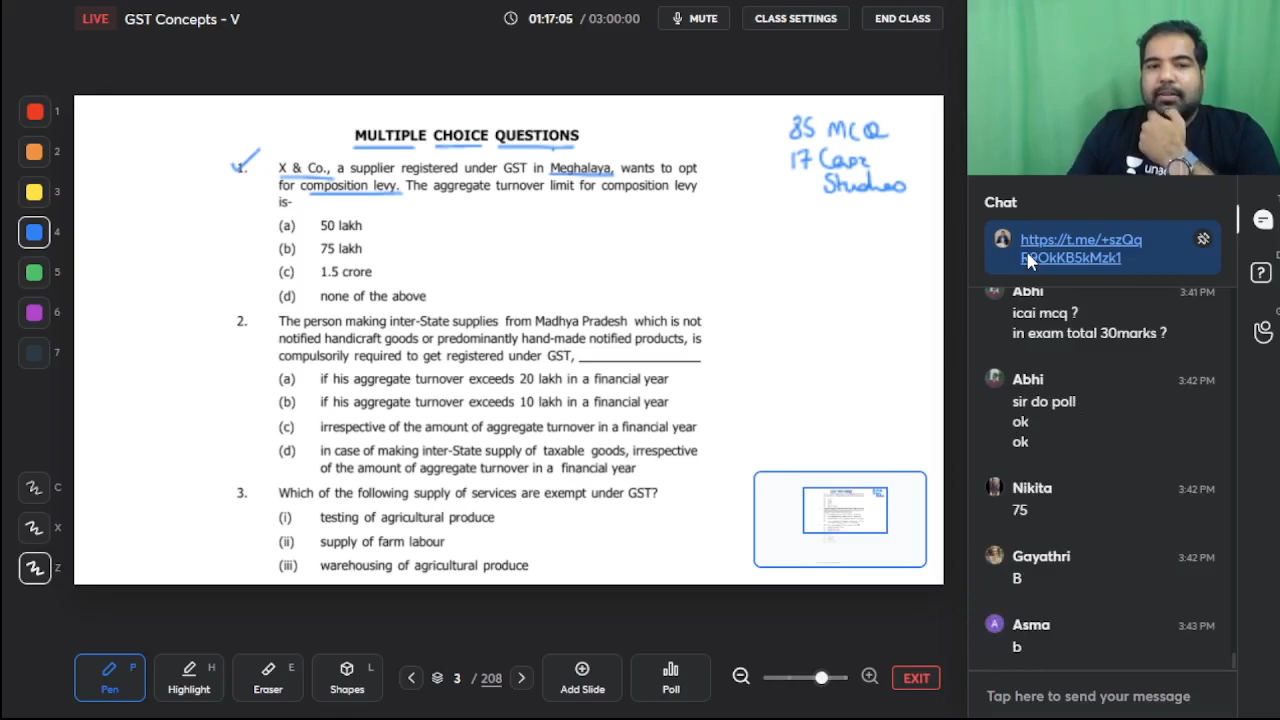 LIVE GST Concepts - V 01:17:05 / 03:00:00 MUTE CLASS SETTINGS END CLASS
1
2
3
4
5
6
7
C
X
Z
MULTIPLE CHOICE QUESTIONS
1. X & Co., a supplier registered under GST in Meghalaya, wants to opt
for composition levy. The aggregate turnover limit for composition levy
is-
(a) 50 lakh
(b) 75 lakh
(c) 1.5 crore
(d) none of the above
2. The person making inter-State supplies from Madhya Pradesh which is not
notified handicraft goods or predominantly hand-made notified products, is
compulsorily required to get registered under GST, ____________
(a) if his aggregate turnover exceeds 20 lakh in a financial year
(b) if his aggregate turnover exceeds 10 lakh in a financial year
(c) irrespective of the amount of aggregate turnover in a financial year
(d) in case of making inter-State supply of taxable goods, irrespective
of the amount of aggregate turnover in a financial year
3. Which of the following supply of services are exempt under GST?
(i) testing of agricultural produce
(ii) supply of farm labour
(iii) warehousing of agricultural produce
MCQ
17
Studies
Chat
https://t.me/+szQq
OkKB5kMzk1
Abhi 3:41 PM
icai mcq ?
in exam total 30marks ?
Abhi 3:42 PM
sir do poll
ok
ok
Nikita 3:42 PM
75
Gayathri 3:42 PM
B
A Asma 3:43 PM
b
Tap here to send your message
Pen P
Highlight H
Eraser E
Shapes L
3 / 208
Add Slide
Poll
EXIT